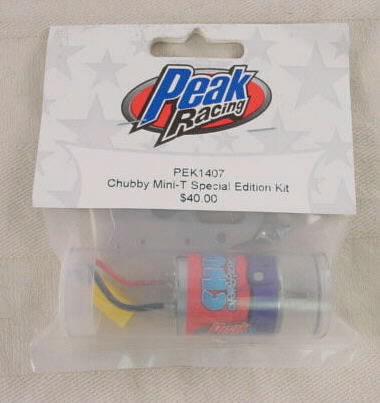 Peak
Racing
PEK1407
Chubby Mini-T Special Edition Kit
$40.00